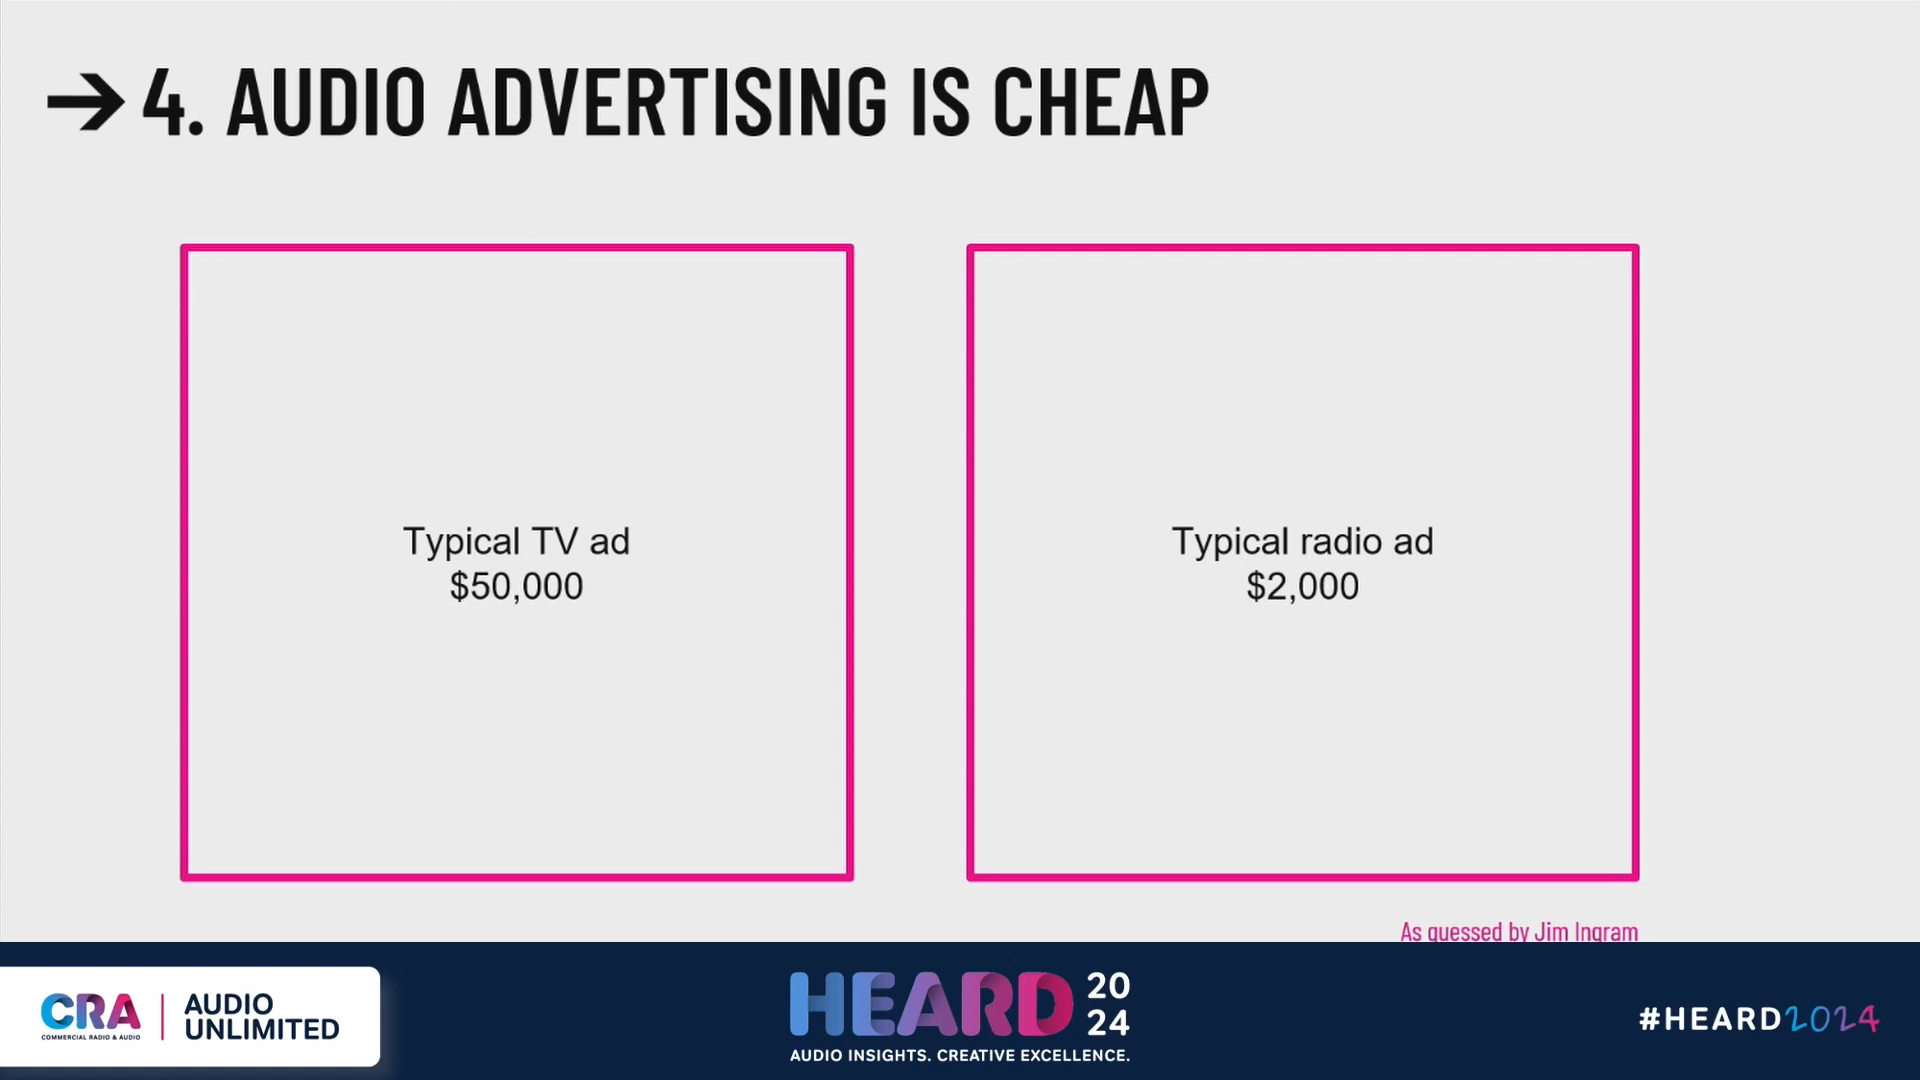 → 4. AUDIO ADVERTISING IS CHEAP
Typical TV ad
$50,000
Typical radio ad
$2,000
As guessed by Jim Ingram
CRA
COMMERCIAL RADIO & AUDIO
AUDIO
UNLIMITED
HEARD
20
24
AUDIO INSIGHTS. CREATIVE EXCELLENCE.
#HEARD2024